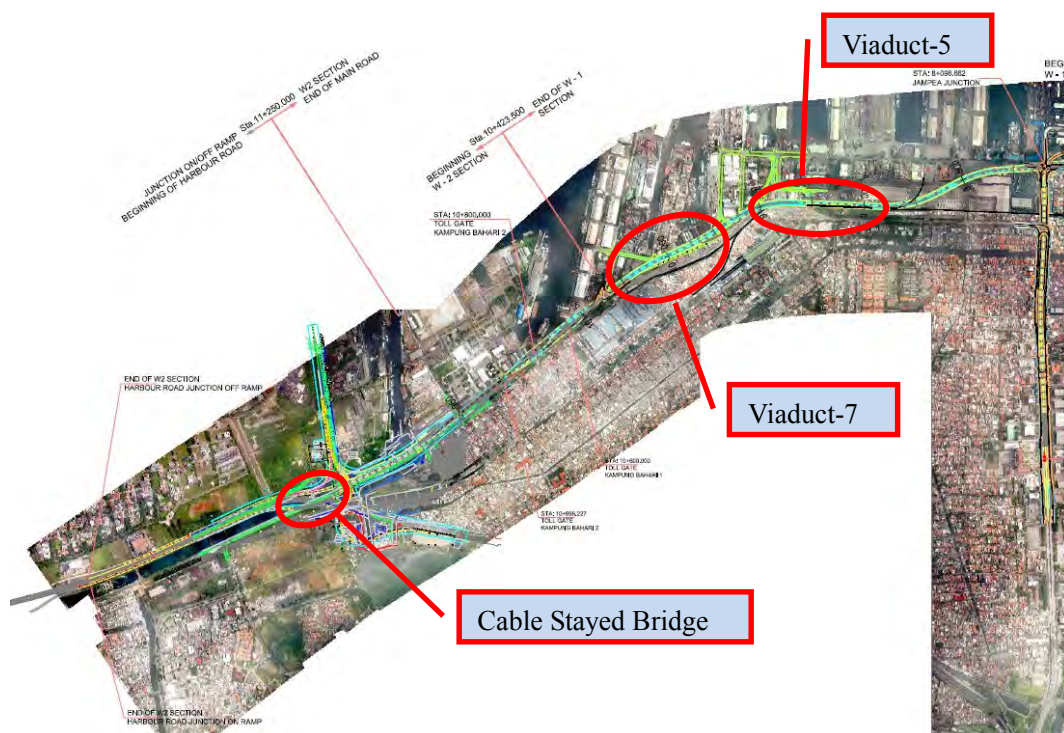 Viaduct-5
BEG
W - 1
STA: 8+098.662
JAMPEA JUNCTION
W2 SECTION
END OF MAIN ROAD
Sta.11+250,000
JUNCTION ON/OFF RAMP
BEGINNING OF HARBOUR ROAD
END OF W - 1
SECTION
Sta.10+423,500
BEGINNING
W - 2 SECTION
STA: 10+800,000
TOLL GATE
KAMPUNG BAHARI 2
Viaduct-7
END OF W2 SECTION
HARBOUR ROAD JUNCTION OFF RAMP
TOLL GATE
KAMPUNG BAHARI 1
TOLL GATE
KAMPUNG BAHARI 2
Cable Stayed Bridge
END OF W2 SECTION
HARBOUR ROAD JUNCTION ON RAMP